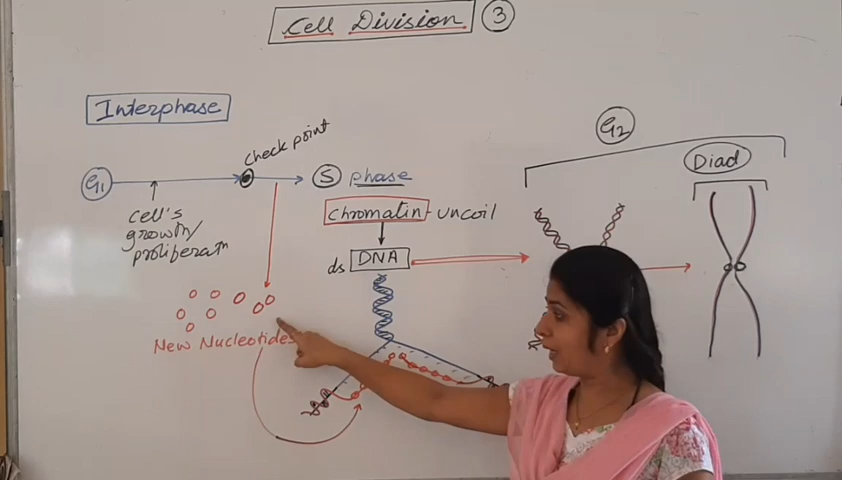 Cell Division 3
Interphase
G1
check point
S phase
G2
Diad
cell's
growth/
proliferatn
chromatin - uncoil
ds DNA
New Nucleotides